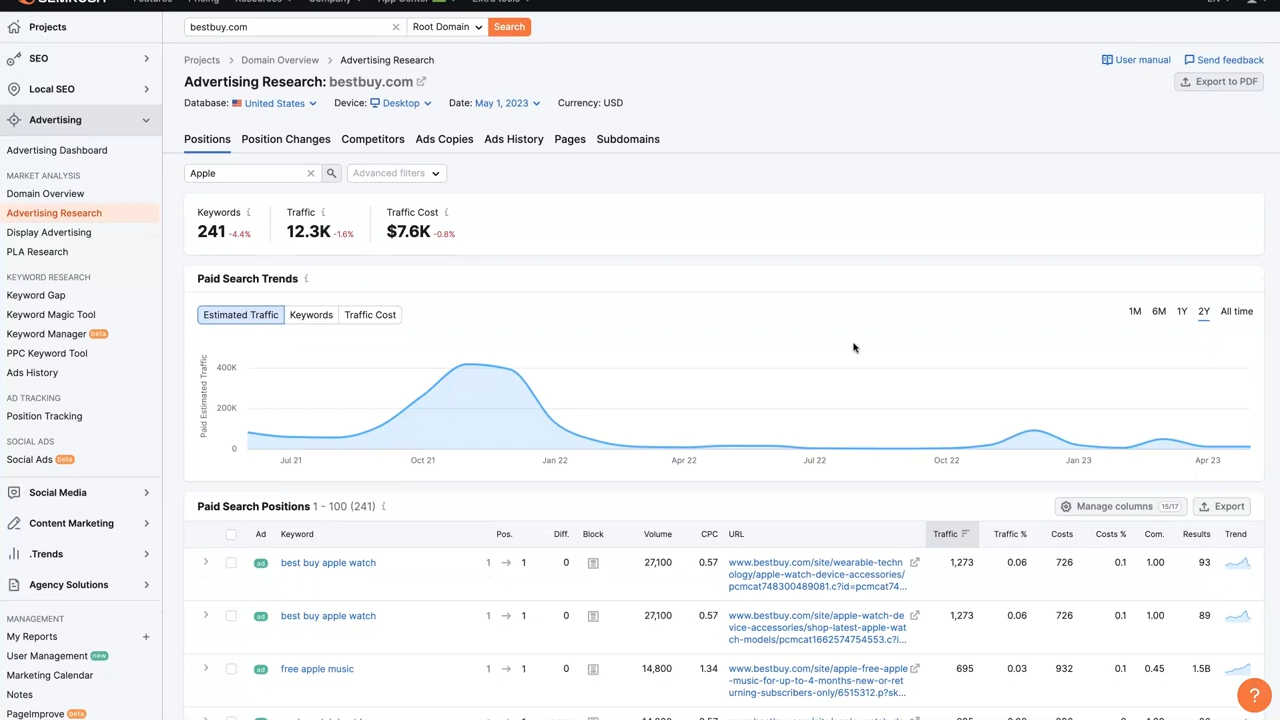 SEMRUSH Features Pricing Resources Company App Center Extra tools EN
bestbuy.com Root Domain Search
Projects
SEO
Local SEO
Advertising
Advertising Dashboard
MARKET ANALYSIS
Domain Overview
Advertising Research
Display Advertising
PLA Research
KEYWORD RESEARCH
Keyword Gap
Keyword Magic Tool
Keyword Manager beta
PPC Keyword Tool
Ads History
AD TRACKING
Position Tracking
SOCIAL ADS
Social Ads beta
Social Media
Content Marketing
.Trends
Agency Solutions
MANAGEMENT
My Reports +
User Management new
Marketing Calendar
Notes
PageImprove beta
Projects > Domain Overview > Advertising Research
User manual Send feedback
Advertising Research: bestbuy.com
Export to PDF
Database: United States Device: Desktop Date: May 1, 2023 Currency: USD
Positions Position Changes Competitors Ads Copies Ads History Pages Subdomains
Apple Advanced filters
Keywords i Traffic i Traffic Cost i
241 -4.4% 12.3K -1.6% $7.6K -0.8%
Paid Search Trends i
Estimated Traffic Keywords Traffic Cost
1M 6M 1Y 2Y All time
Paid Estimated Traffic
400K
200K
0
Jul 21 Oct 21 Jan 22 Apr 22 Jul 22 Oct 22 Jan 23 Apr 23
Paid Search Positions 1 - 100 (241) i
Manage columns 15/17 Export
Ad Keyword Pos. Diff. Block Volume CPC URL Traffic Traffic % Costs Costs % Com. Results Trend
ad best buy apple watch 1 → 1 0 27,100 0.57 www.bestbuy.com/site/wearable-techn 1,273 0.06 726 0.1 1.00 93
ology/apple-watch-device-accessories/
pcmcat748300489081.c?id=pcmcat74...
ad best buy apple watch 1 → 1 0 27,100 0.57 www.bestbuy.com/site/apple-watch-de 1,273 0.06 726 0.1 1.00 89
vice-accessories/shop-latest-apple-wat
ch-models/pcmcat1662574754553.c?i...
ad free apple music 1 → 1 0 14,800 1.34 www.bestbuy.com/site/apple-free-apple 695 0.03 932 0.1 0.45 1.5B
-music-for-up-to-4-months-new-or-ret
urning-subscribers-only/6515312.p?sk...
?